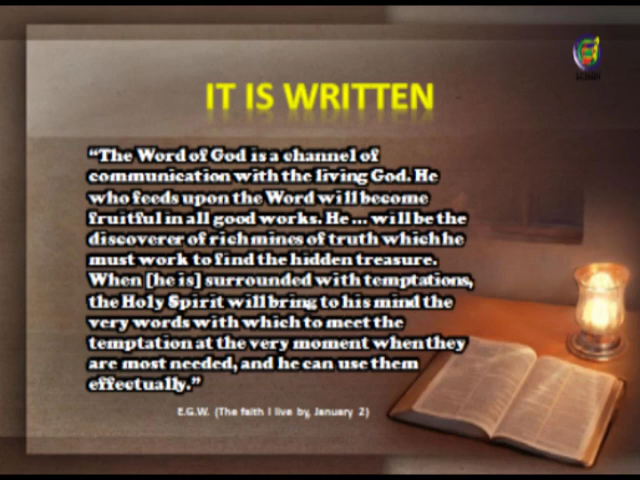 IT IS WRITTEN
“The Word of God is a channel of
communication with the living God. He
who feeds upon the Word will become
fruitful in all good works. He... will be the
discoverer of rich mines of truth which he
must work to find the hidden treasure.
When [he is] surrounded with temptations,
the Holy Spirit will bring to his mind the
very words with which to meet the
temptation at the very moment when they
are most needed, and he can use them
effectually.”
E.G.W. (The faith I live by, January 2)